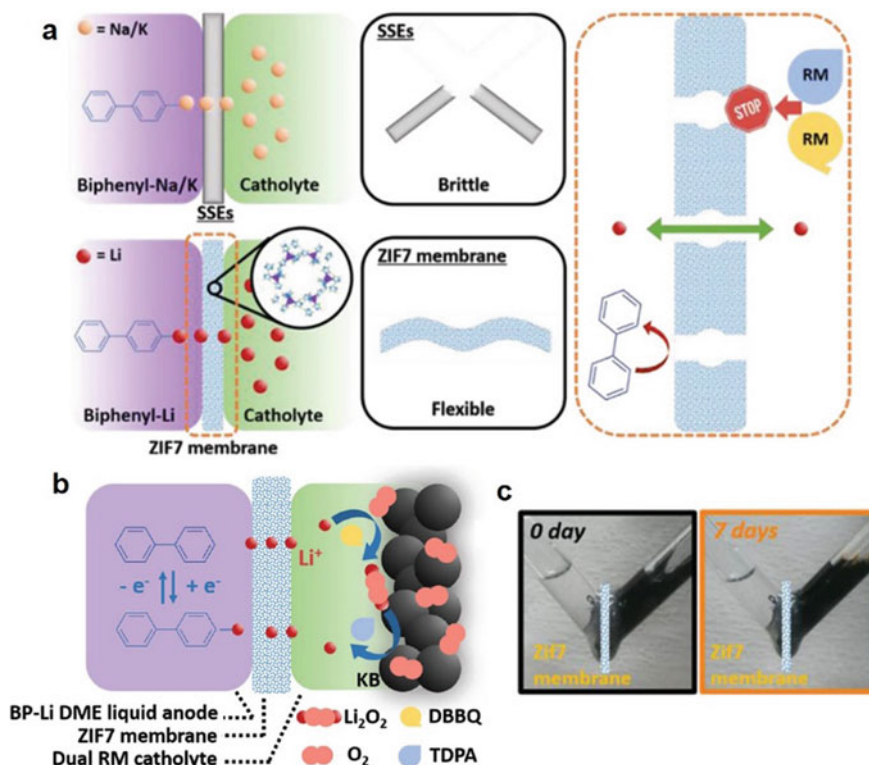 a
= Na/K
Biphenyl-Na/K
Catholyte
SSEs
SSEs
Brittle
= Li
Biphenyl-Li
Catholyte
ZIF7 membrane
ZIF7 membrane
Flexible
STOP
RM
RM
b
- e⁻ + e⁻
Li⁺
KB
BP-Li DME liquid anode
ZIF7 membrane
Dual RM catholyte
Li₂O₂
DBBQ
O₂
TDPA
c
0 day
Zif7
membrane
7 days
Zif7
membrane